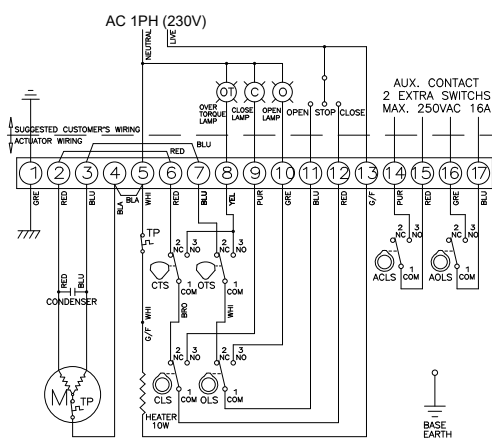 AC 1PH (230V)
NEUTRAL
LIVE
OT
C
O
OVER
TORQUE
LAMP
CLOSE
LAMP
OPEN
LAMP
OPEN
STOP
CLOSE
AUX. CONTACT
2 EXTRA SWITCHS
MAX. 250VAC 16A
SUGGESTED CUSTOMER'S WIRING
ACTUATOR WIRING
RED
BLU
1 2 3 4 5 6 7 8 9 10 11 12 13 14 15 16 17
GRE
RED
BLU
BLA
BLA
WHI
RED
BLU
YEL
PUR
GRE
BLU
RED
G/F
PUR
RED
GRE
BLU
TP
2 3
NC NO
CTS
1
COM
2 3
NC NO
OTS
1
COM
2 3
NC NO
ACLS
1
COM
2 3
NC NO
AOLS
1
COM
RED
BLU
CONDENSER
G/F
WHI
BRO
WHI
M
TP
2 3
NC NO
CLS
1
COM
2 3
NC NO
OLS
1
COM
HEATER
10W
BASE
EARTH